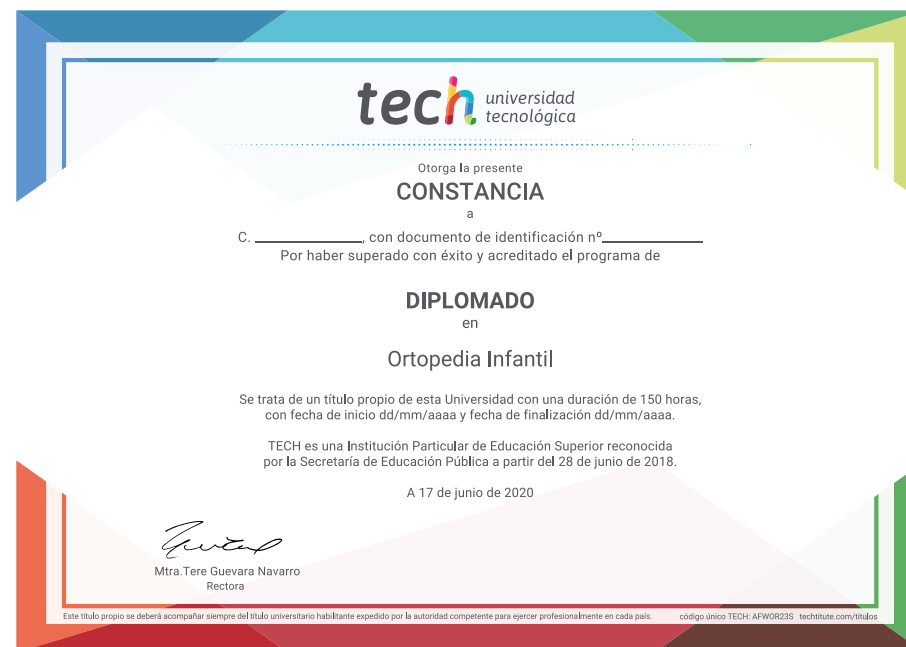 tech universidad
tecnológica
Otorga la presente
CONSTANCIA
a
C. ______________, con documento de identificación nº_____________
Por haber superado con éxito y acreditado el programa de
DIPLOMADO
en
Ortopedia Infantil
Se trata de un título propio de esta Universidad con una duración de 150 horas,
con fecha de inicio dd/mm/aaaa y fecha de finalización dd/mm/aaaa.
TECH es una Institución Particular de Educación Superior reconocida
por la Secretaría de Educación Pública a partir del 28 de junio de 2018.
A 17 de junio de 2020
Mtra.Tere Guevara Navarro
Rectora
Este título propio se deberá acompañar siempre del título universitario habilitante expedido por la autoridad competente para ejercer profesionalmente en cada país. código único TECH: AFWOR23S techtitute.com/titulos